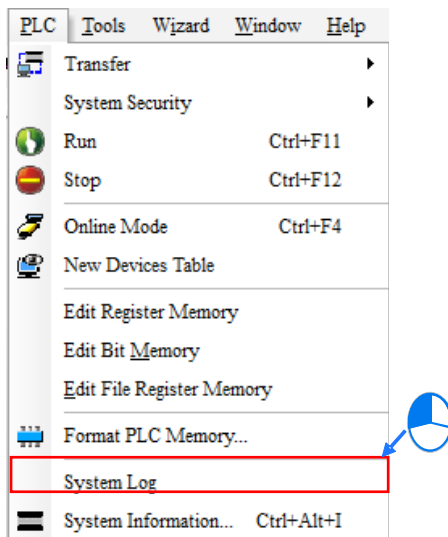 PLC Tools Wizard Window Help
Transfer
System Security
Run Ctrl+F11
Stop Ctrl+F12
Online Mode Ctrl+F4
New Devices Table
Edit Register Memory
Edit Bit Memory
Edit File Register Memory
Format PLC Memory...
System Log
System Information... Ctrl+Alt+I